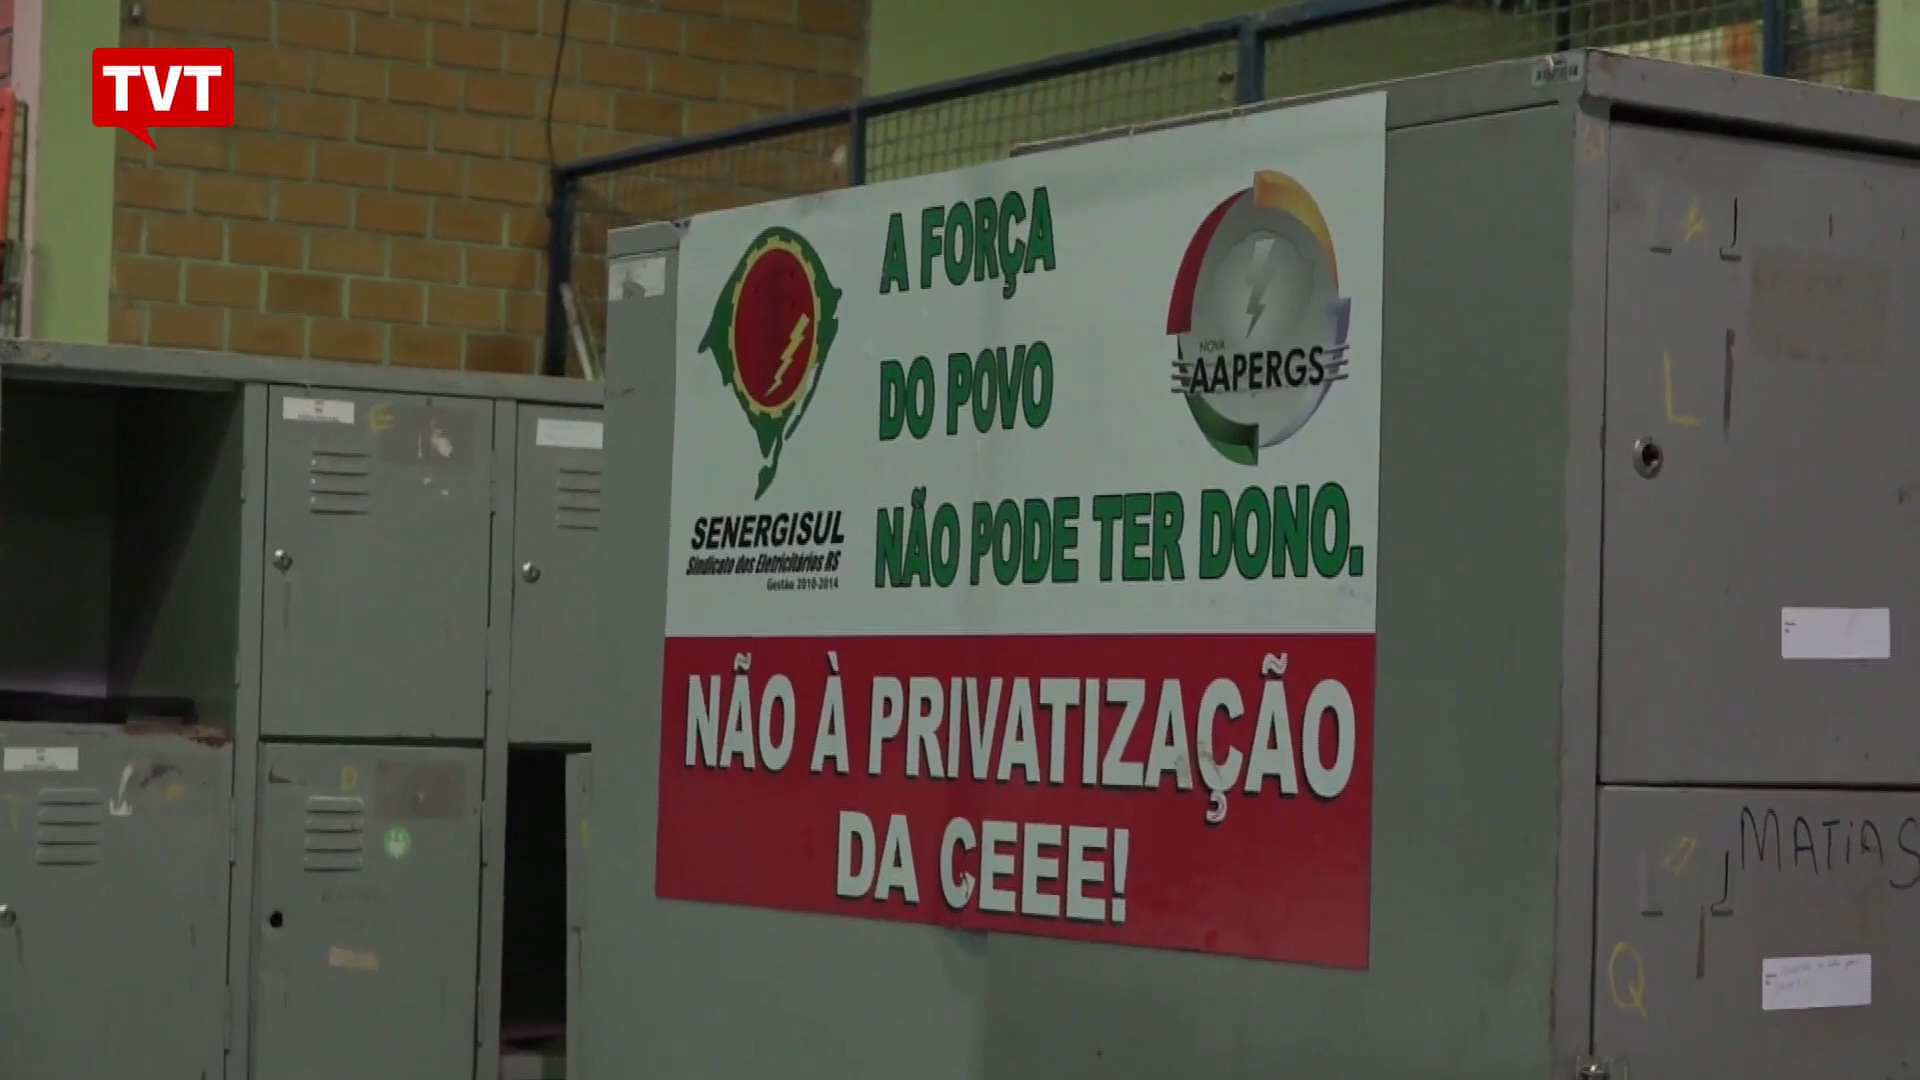 TVT
A FORÇA
DO POVO
NÃO PODE TER DONO.
NOVA
AAPERGS
SENERGISUL
Sindicato dos Eletricitários RS
Gestão 2010-2014
NÃO À PRIVATIZAÇÃO
DA CEEE!
E
D
L
MATIAS
Q